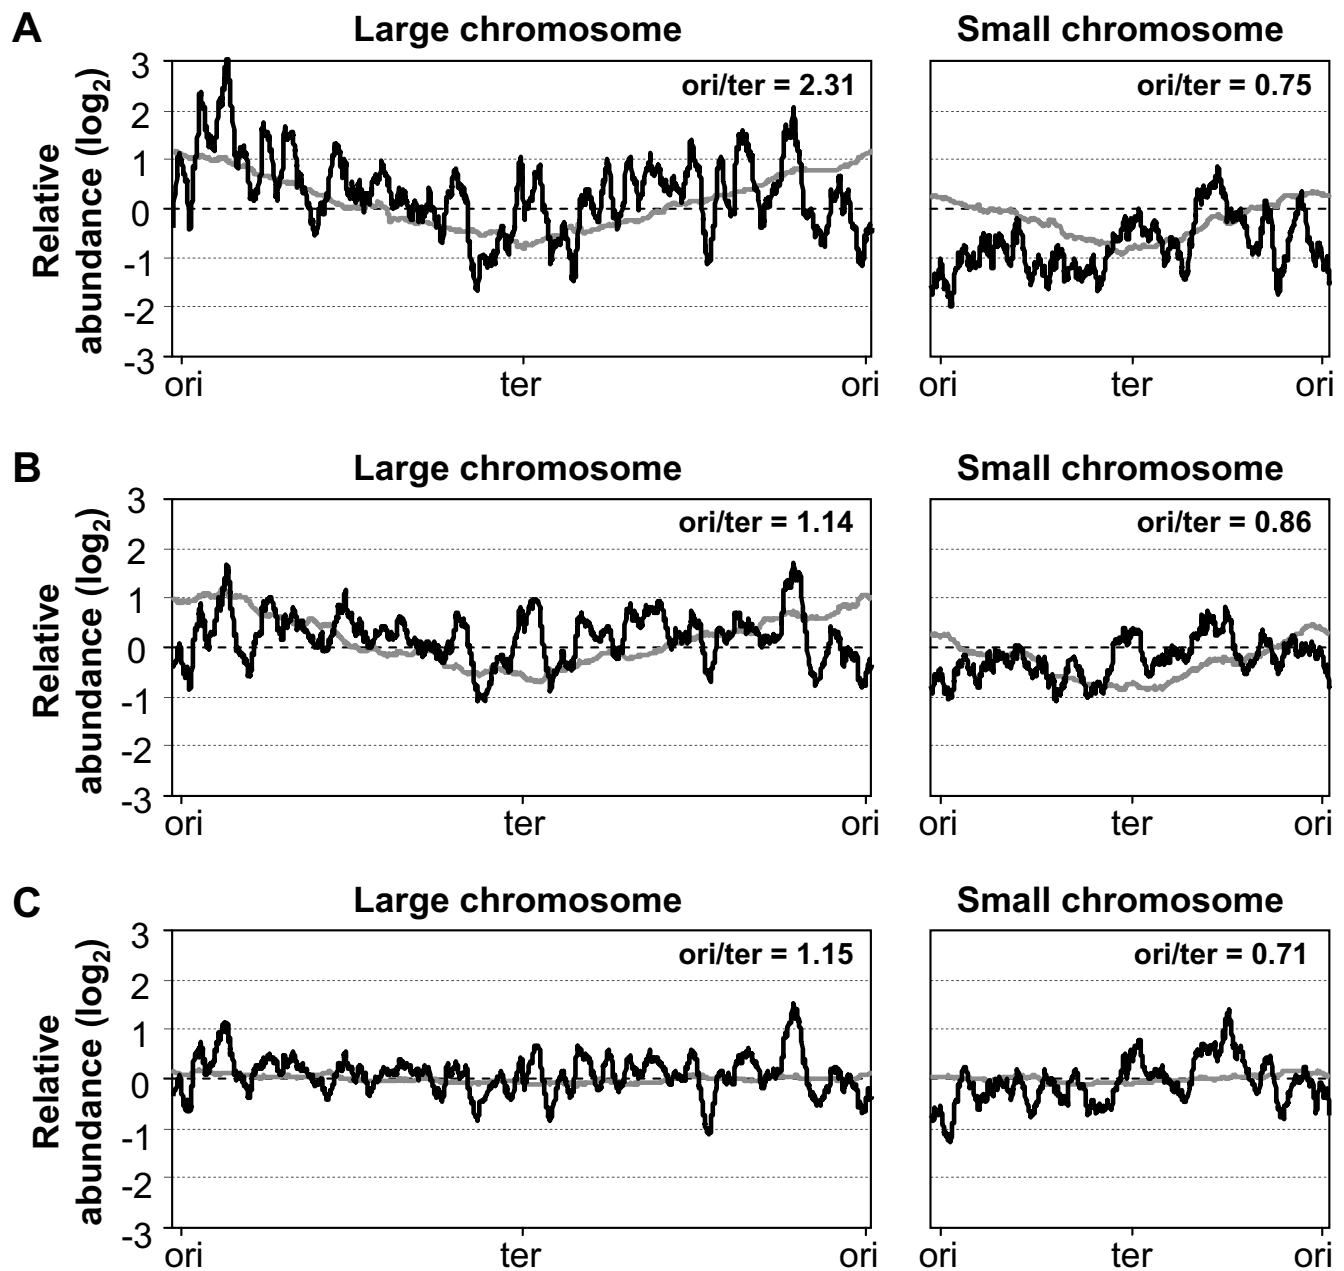 A
Large chromosome
Small chromosome
Relative
abundance (log2)
3
2
1
0
-1
-2
-3
ori/ter = 2.31
ori/ter = 0.75
ori
ter
ori
ori
ter
ori
B
Large chromosome
Small chromosome
Relative
abundance (log2)
3
2
1
0
-1
-2
-3
ori/ter = 1.14
ori/ter = 0.86
ori
ter
ori
ori
ter
ori
C
Large chromosome
Small chromosome
Relative
abundance (log2)
3
2
1
0
-1
-2
-3
ori/ter = 1.15
ori/ter = 0.71
ori
ter
ori
ori
ter
ori